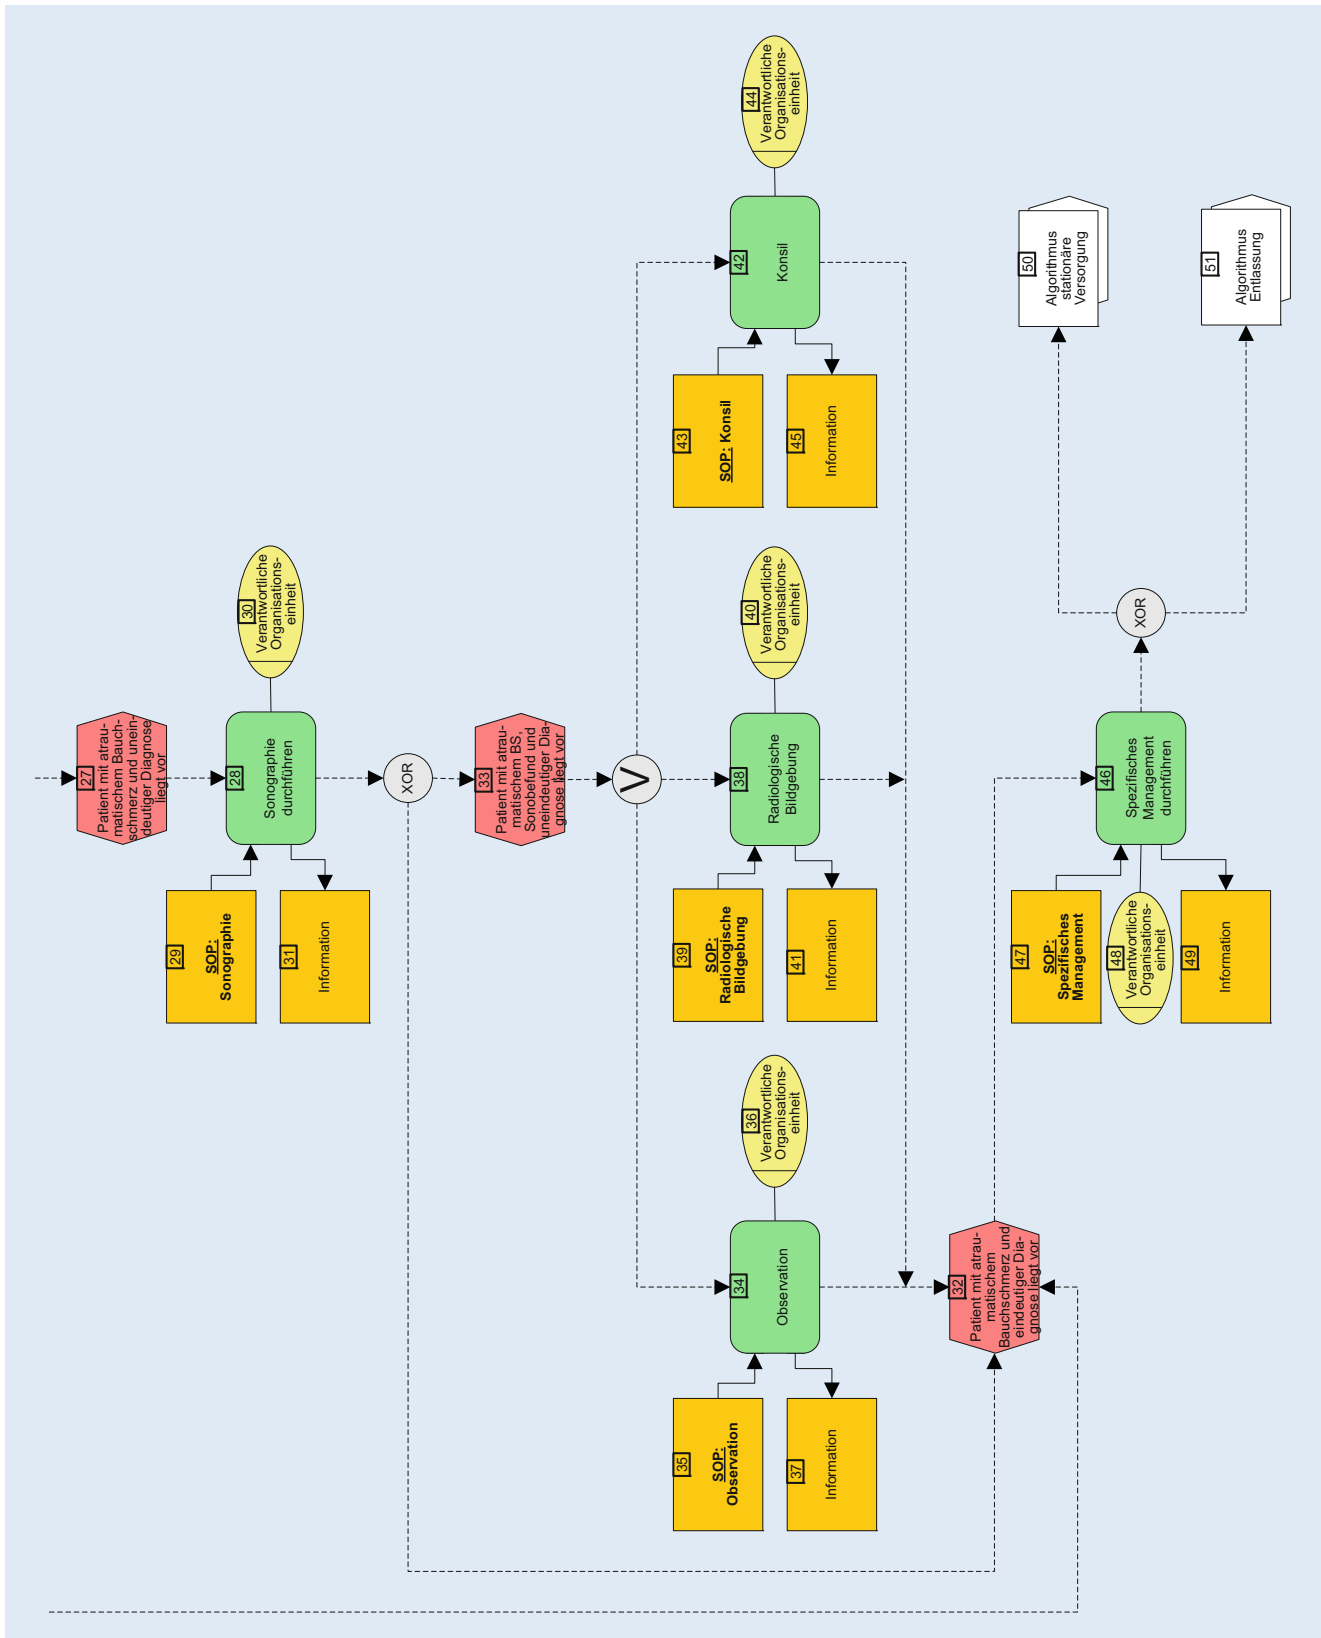 27
Patient mit atrau-
matischem Bauch-
schmerz und unein-
deutiger Diagnose
liegt vor
28
Sonographie
durchführen
29
SOP:
Sonographie
30
Verantwortliche
Organisations-
einheit
31
Information
XOR
33
Patient mit atrau-
matischem BS,
Sonobefund und
uneindeutiger Dia-
gnose liegt vor
V
34
Observation
35
SOP:
Observation
36
Verantwortliche
Organisations-
einheit
37
Information
38
Radiologische
Bildgebung
39
SOP:
Radiologische
Bildgebung
40
Verantwortliche
Organisations-
einheit
41
Information
42
Konsil
43
SOP: Konsil
44
Verantwortliche
Organisations-
einheit
45
Information
32
Patient mit atrau-
matischem
Bauchschmerz und
eindeutiger Dia-
gnose liegt vor
46
Spezifisches
Management
durchführen
47
SOP:
Spezifisches
Management
48
Verantwortliche
Organisations-
einheit
49
Information
XOR
50
Algorithmus
stationäre
Versorgung
51
Algorithmus
Entlassung